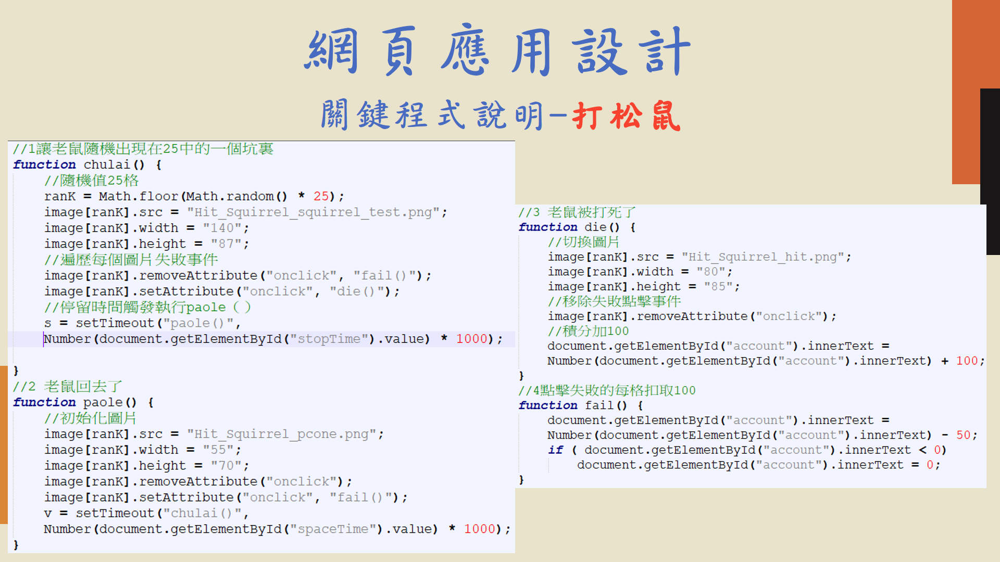 網頁應用設計
關鍵程式說明-打松鼠
//1讓老鼠隨機出現在25中的一個坑裏
function chulai() {
    //隨機值25格
    ranK = Math.floor(Math.random() * 25);
    image[ranK].src = "Hit_Squirrel_squirrel_test.png";
    image[ranK].width = "140";
    image[ranK].height = "87";
    //遍歷每個圖片失敗事件
    image[ranK].removeAttribute("onclick", "fail()");
    image[ranK].setAttribute("onclick", "die()");
    //停留時間觸發執行paole（）
    s = setTimeout("paole()",
    Number(document.getElementById("stopTime").value) * 1000);
}
//2 老鼠回去了
function paole() {
    //初始化圖片
    image[ranK].src = "Hit_Squirrel_pcone.png";
    image[ranK].width = "55";
    image[ranK].height = "70";
    image[ranK].removeAttribute("onclick");
    image[ranK].setAttribute("onclick", "fail()");
    v = setTimeout("chulai()",
    Number(document.getElementById("spaceTime").value) * 1000);
}
//3 老鼠被打死了
function die() {
    //切換圖片
    image[ranK].src = "Hit_Squirrel_hit.png";
    image[ranK].width = "80";
    image[ranK].height = "85";
    //移除失敗點擊事件
    image[ranK].removeAttribute("onclick");
    //積分加100
    document.getElementById("account").innerText =
    Number(document.getElementById("account").innerText) + 100;
}
//4點擊失敗的每格扣取100
function fail() {
    document.getElementById("account").innerText =
    Number(document.getElementById("account").innerText) - 50;
    if ( document.getElementById("account").innerText < 0)
        document.getElementById("account").innerText = 0;
}